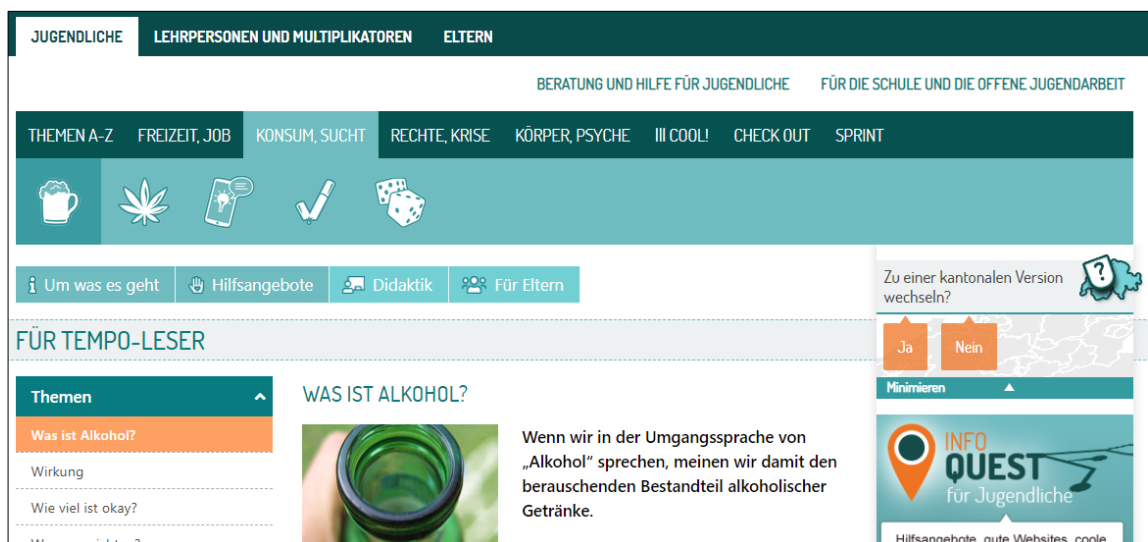 JUGENDLICHE LEHRPERSONEN UND MULTIPLIKATOREN ELTERN
BERATUNG UND HILFE FÜR JUGENDLICHE FÜR DIE SCHULE UND DIE OFFENE JUGENDARBEIT
THEMEN A-Z FREIZEIT, JOB KONSUM, SUCHT RECHTE, KRISE KÖRPER, PSYCHE III COOL! CHECK OUT SPRINT
Um was es geht Hilfsangebote Didaktik Für Eltern
Zu einer kantonalen Version
wechseln?
?
Ja Nein
Minimieren
FÜR TEMPO-LESER
Themen
Was ist Alkohol?
Wirkung
Wie viel ist okay?
WAS IST ALKOHOL?
Wenn wir in der Umgangssprache von
„Alkohol“ sprechen, meinen wir damit den
berauschenden Bestandteil alkoholischer
Getränke.
INFO
QUEST
für Jugendliche
Hilfsangebote, gute Websites, coole